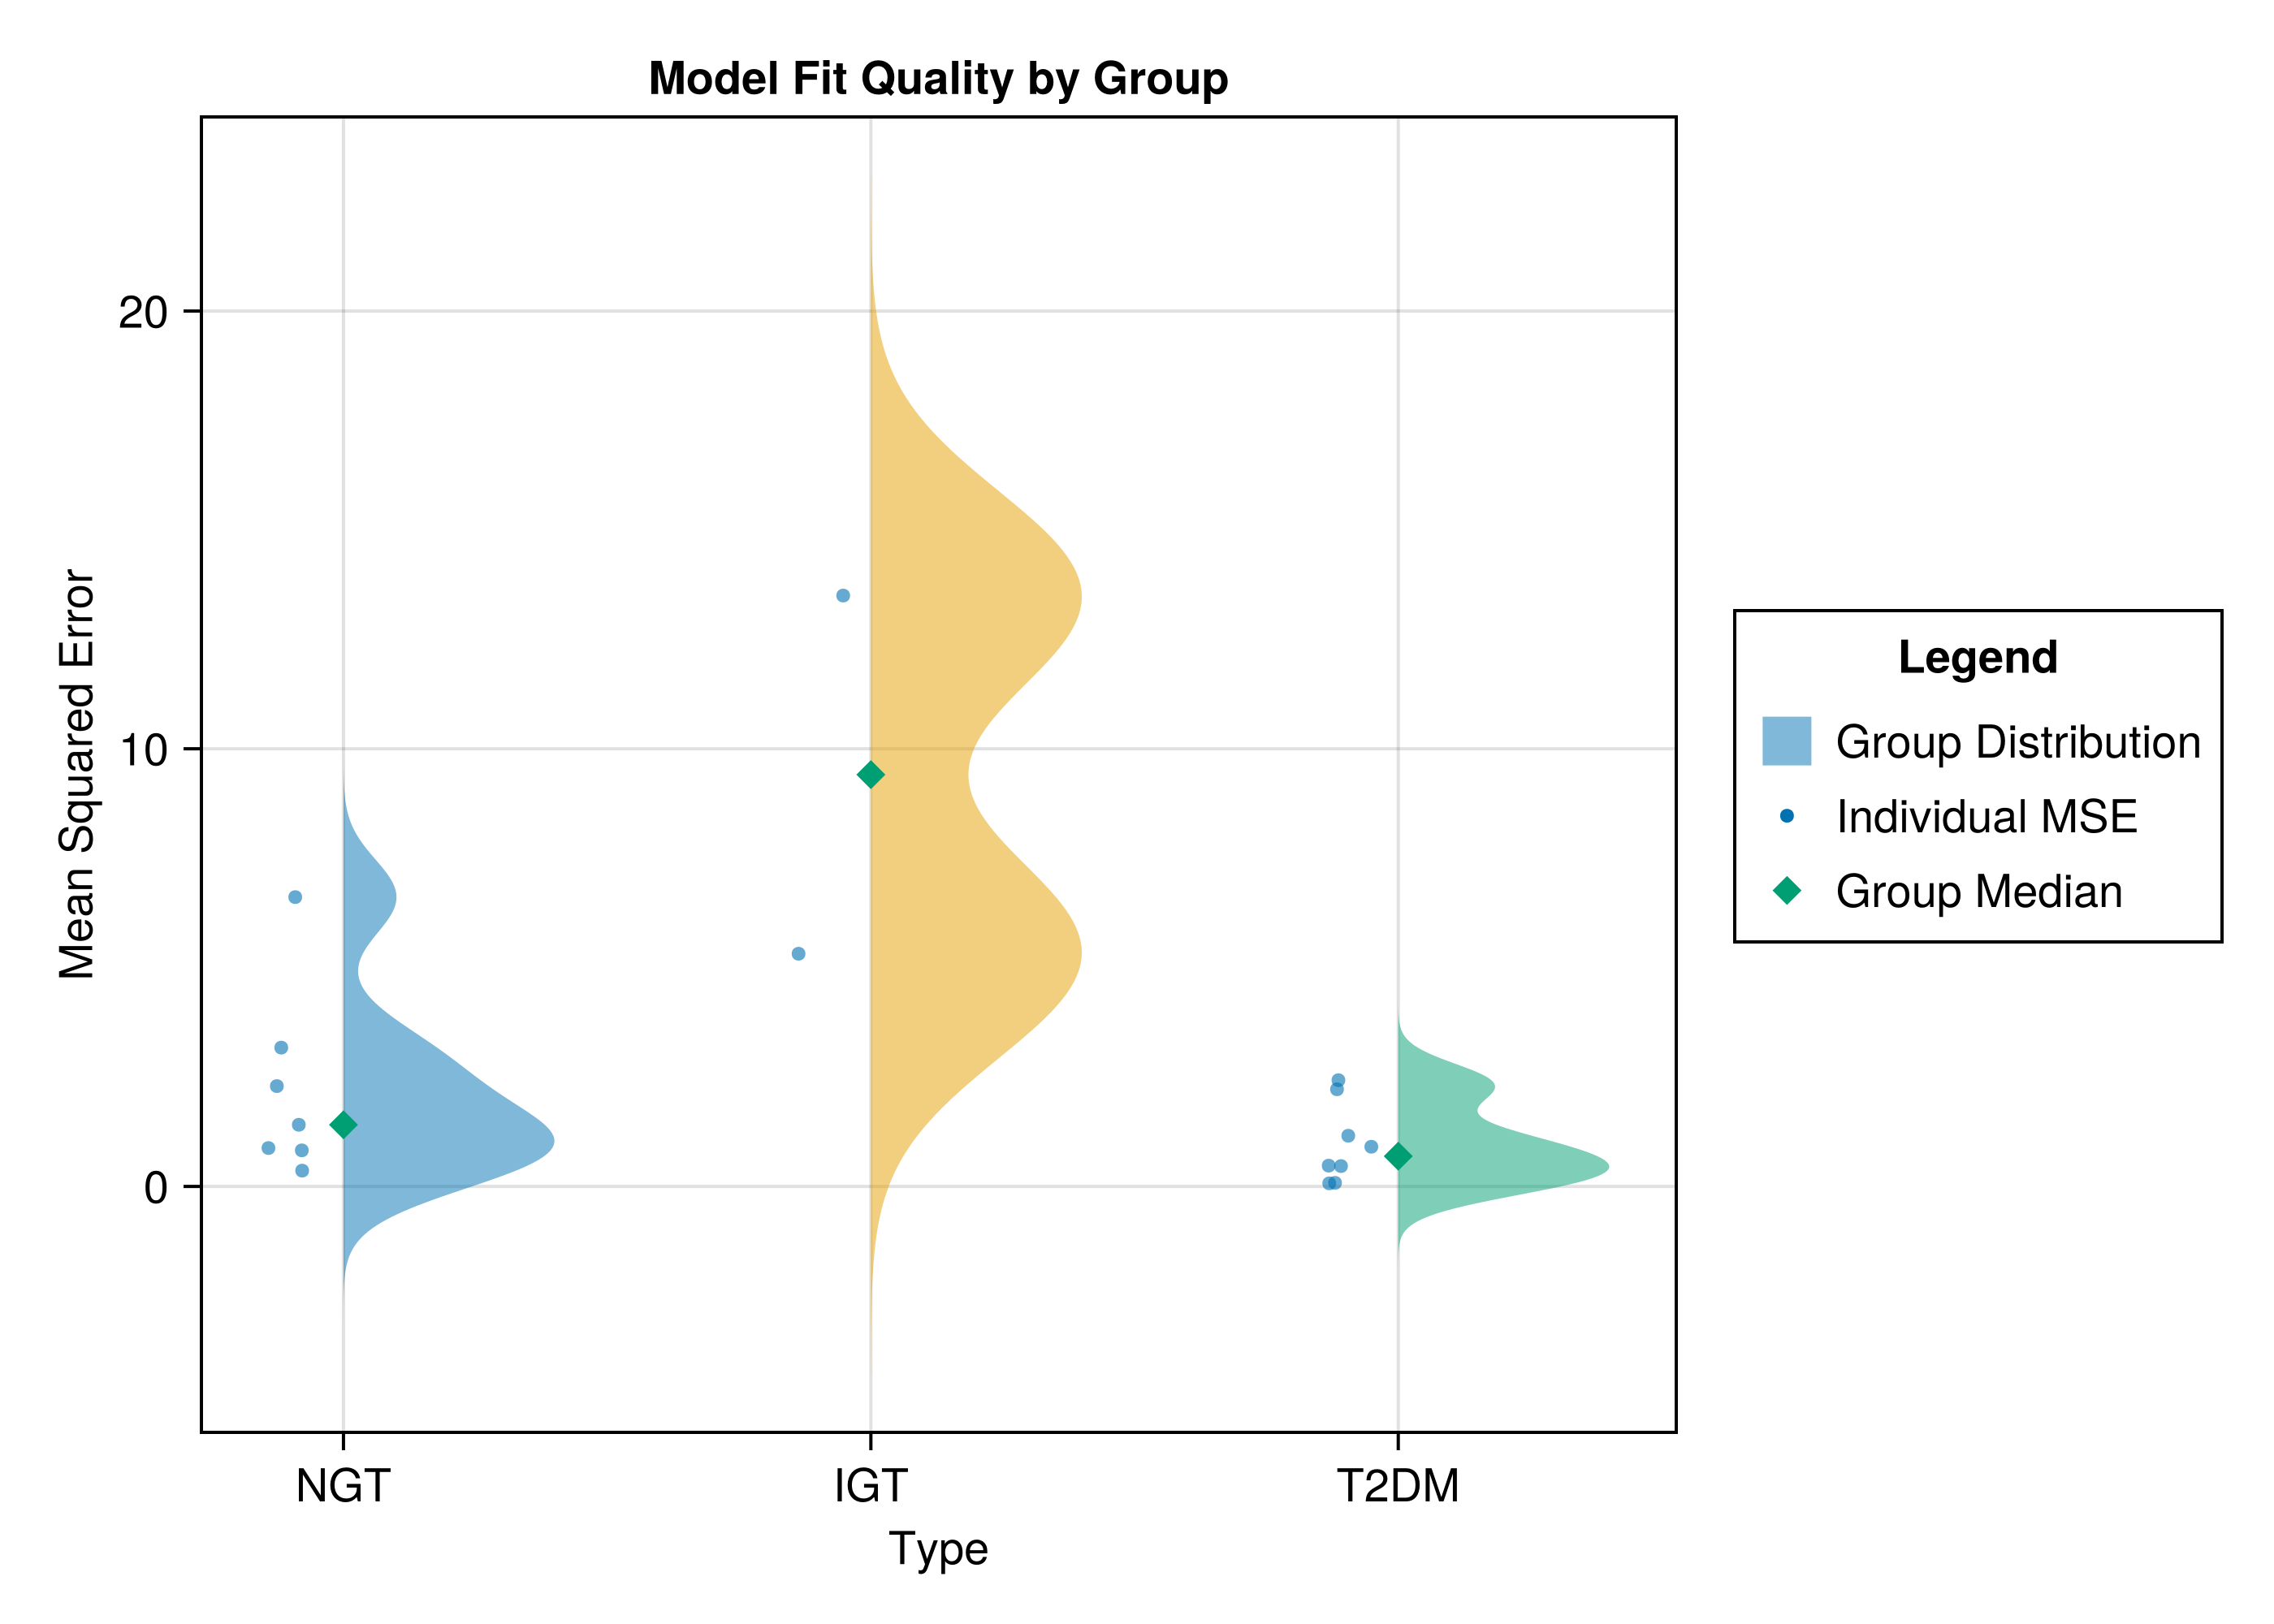 Model Fit Quality by Group
20
10
0
Mean Squared Error
NGT
IGT
T2DM
Type
Legend
Group Distribution
Individual MSE
Group Median